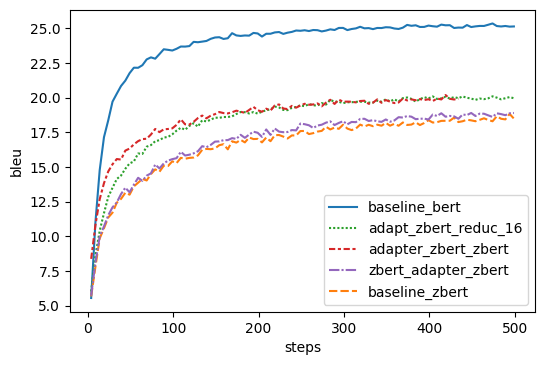 25.0
22.5
20.0
17.5
15.0
12.5
10.0
7.5
5.0
bleu
baseline_bert
adapt_zbert_reduc_16
adapter_zbert_zbert
zbert_adapter_zbert
baseline_zbert
0 100 200 300 400 500
steps